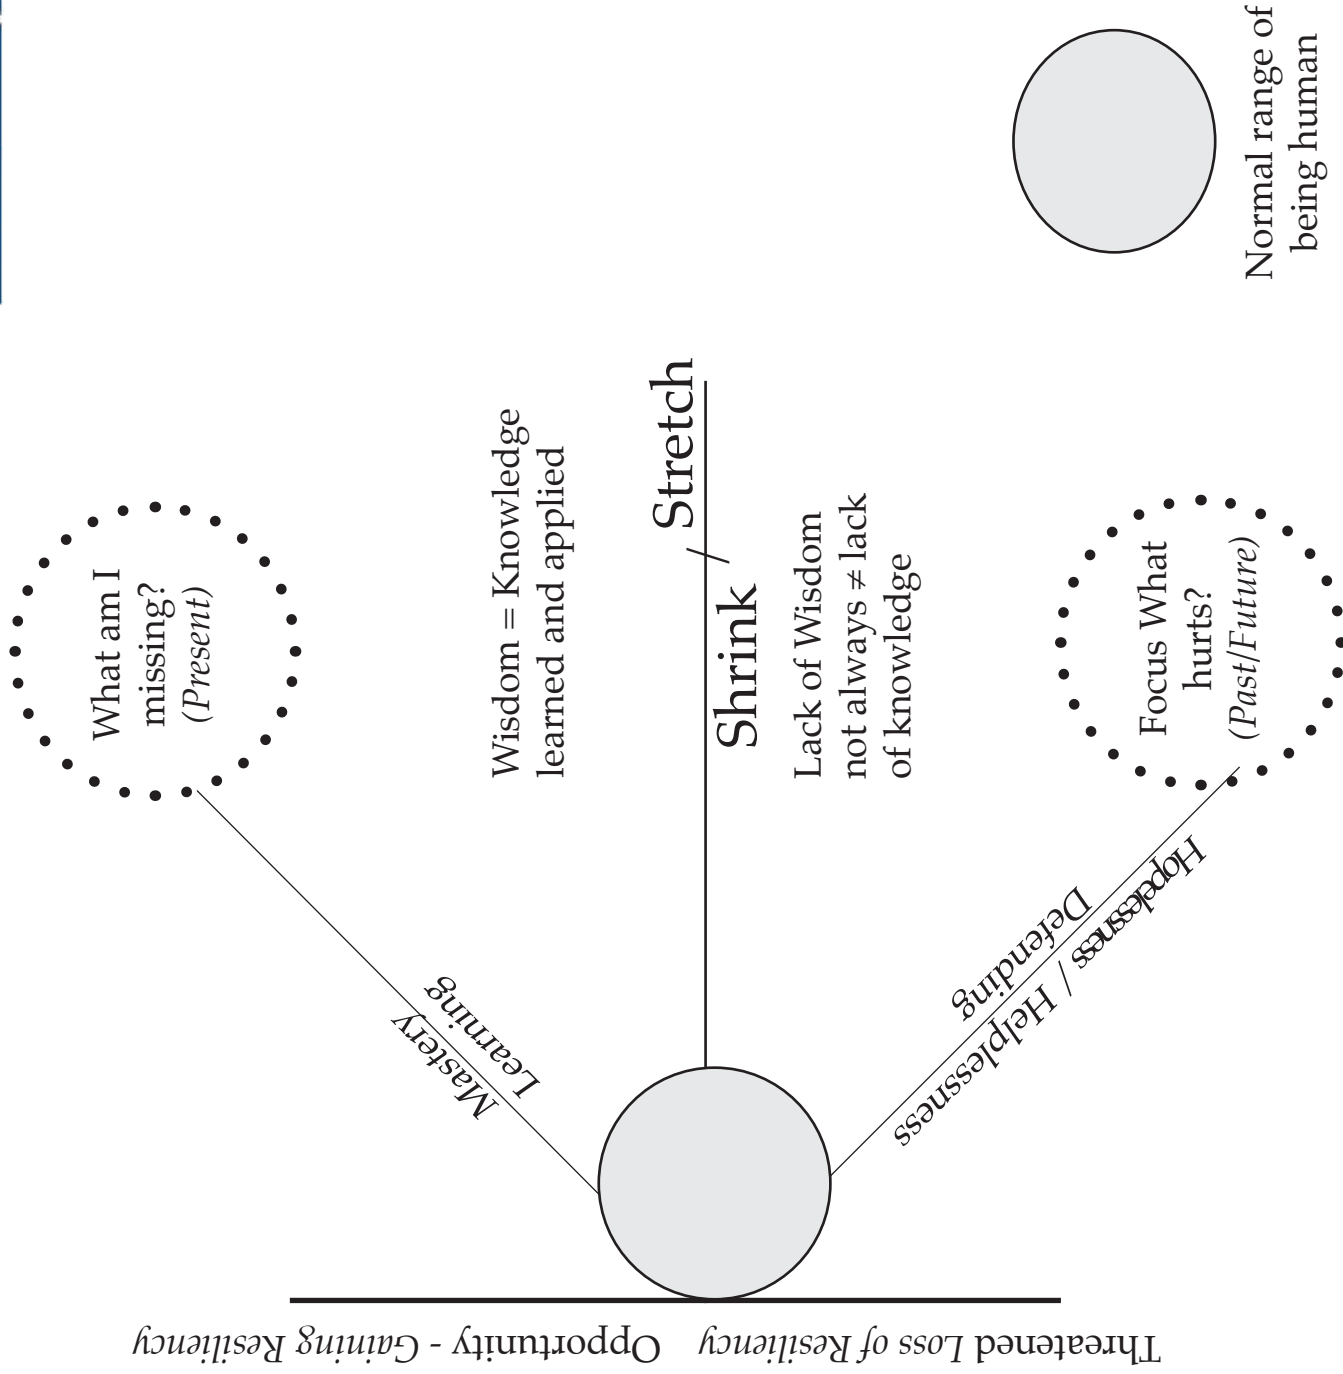 What am I
missing?
(Present)
Mastery
Learning
Wisdom = Knowledge
learned and applied
Stretch
Shrink
Lack of Wisdom
not always ≠ lack
of knowledge
Defending
Helplessness / Hopelessness
Focus What
hurts?
(Past/Future)
Opportunity - Gaining Resiliency
Threatened Loss of Resiliency
Normal range of
being human